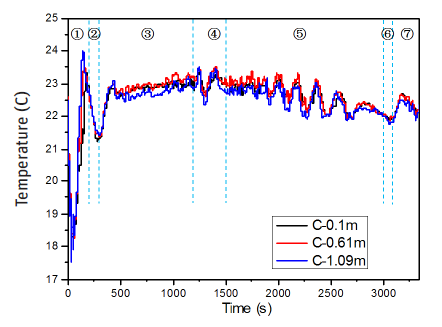 25
24
23
22
21
20
19
18
17
① ② ③ ④ ⑤ ⑥ ⑦
Temperature (C)
C-0.1m
C-0.61m
C-1.09m
0 500 1000 1500 2000 2500 3000
Time (s)